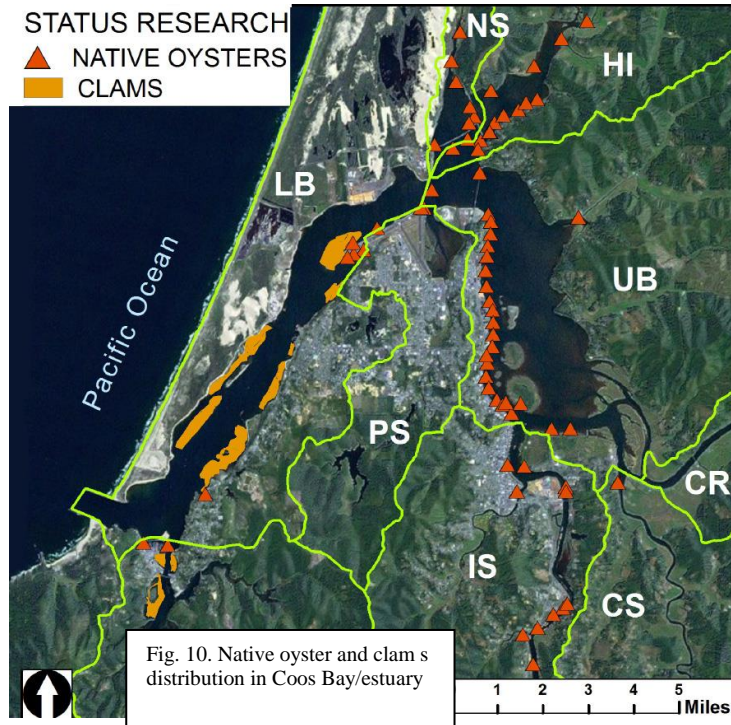 STATUS RESEARCH
NATIVE OYSTERS
CLAMS
NS
HI
LB
Pacific Ocean
UB
PS
CR
IS
CS
Fig. 10. Native oyster and clam s
distribution in Coos Bay/estuary
1 2 3 4 5
Miles